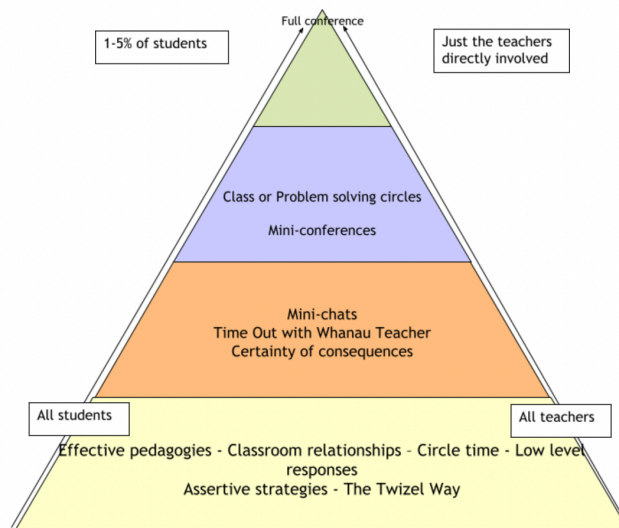 Full conference
1-5% of students
Just the teachers
directly involved
Class or Problem solving circles
Mini-conferences
Mini-chats
Time Out with Whanau Teacher
Certainty of consequences
All students
All teachers
Effective pedagogies - Classroom relationships – Circle time - Low level
responses
Assertive strategies - The Twizel Way